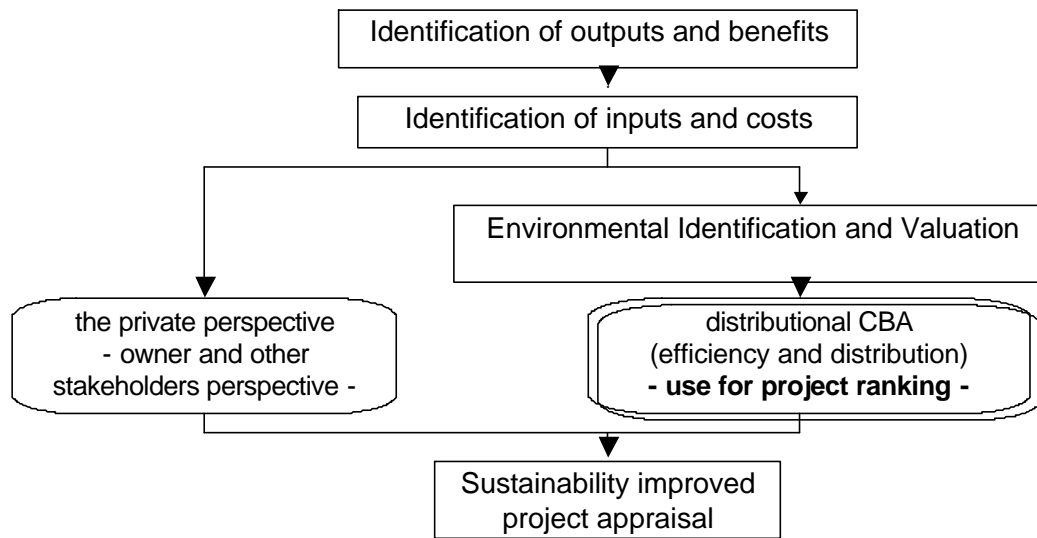 Identification of outputs and benefits
Identification of inputs and costs
Environmental Identification and Valuation
the private perspective
- owner and other
stakeholders perspective -
distributional CBA
(efficiency and distribution)
- use for project ranking -
Sustainability improved
project appraisal